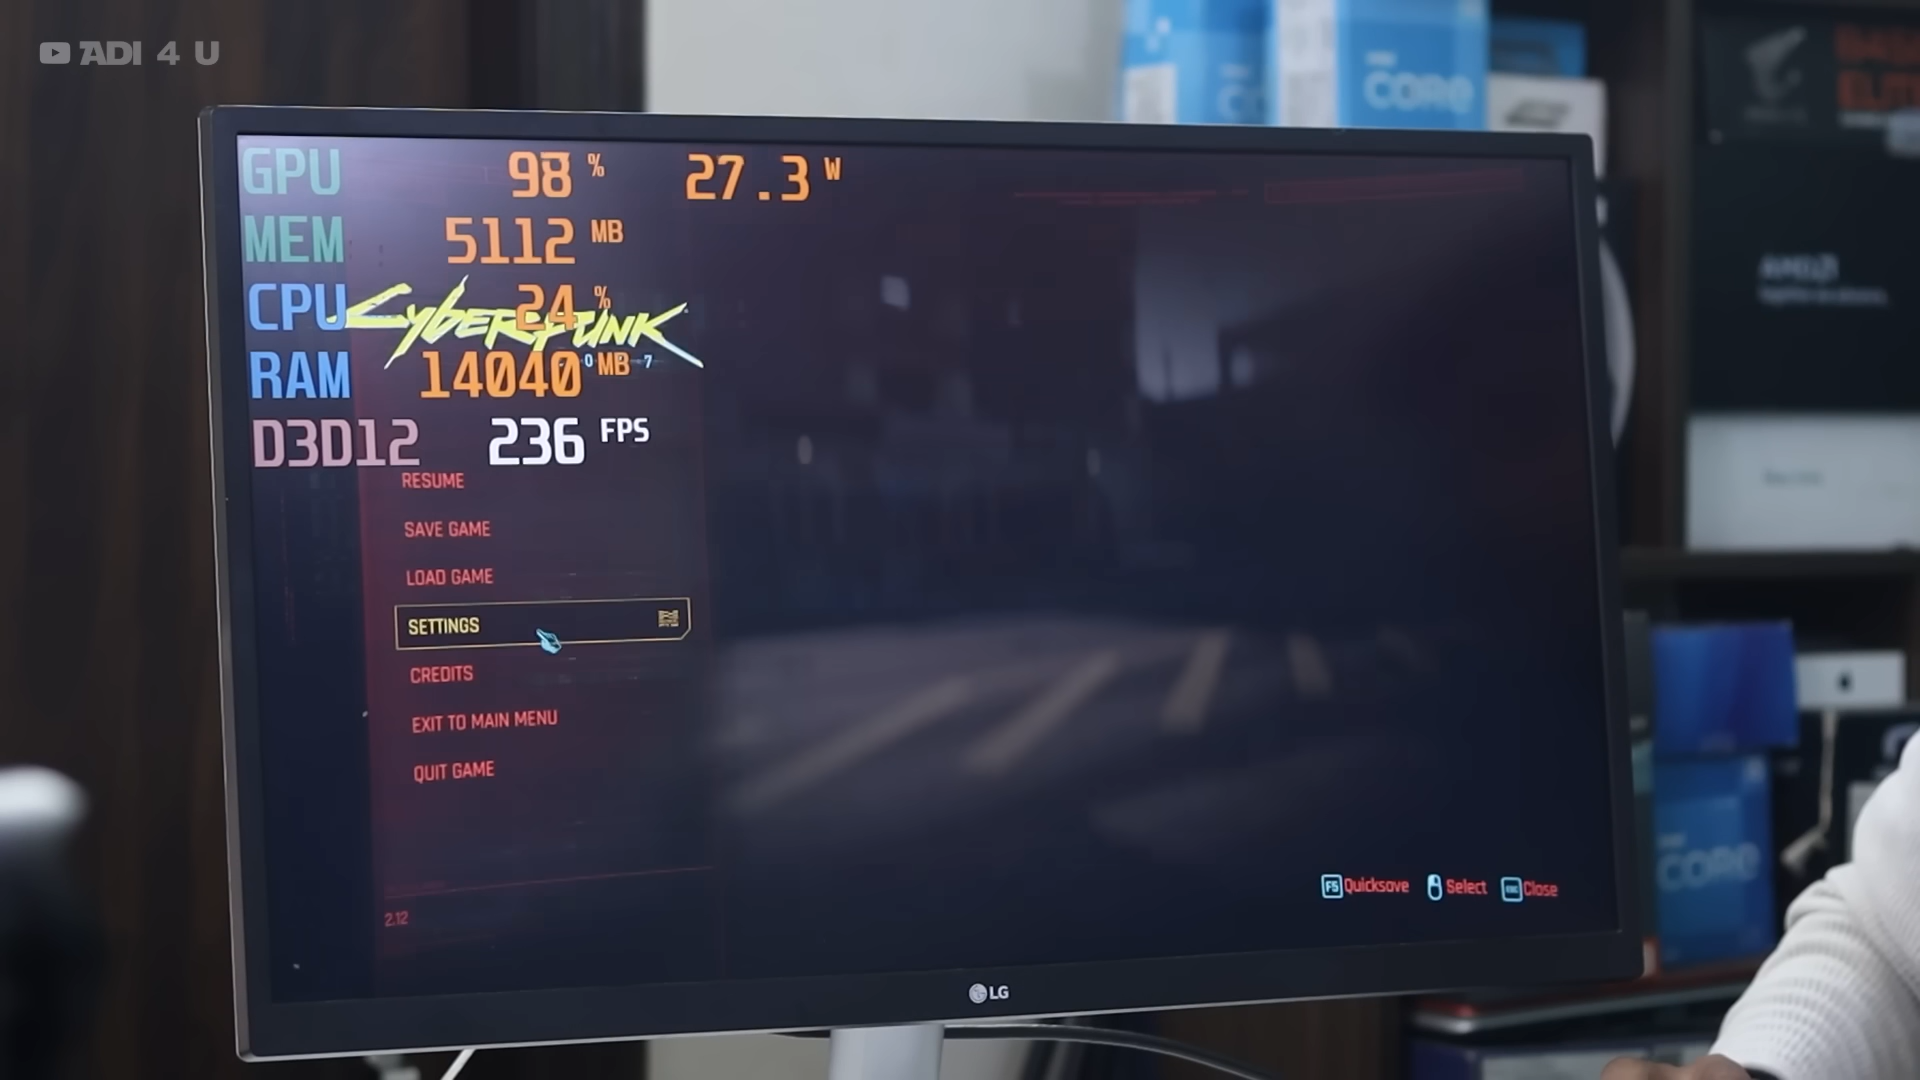 ADI 4 U
CORE
GPU 98 % 27.3 W
MEM 5112 MB
CPU 24 %
CYBERPUNK
RAM 14040 MB
D3D12 236 FPS
RESUME
SAVE GAME
LOAD GAME
SETTINGS
CREDITS
EXIT TO MAIN MENU
QUIT GAME
F5 Quicksave Select ESC Close
2.12
LG
CORE